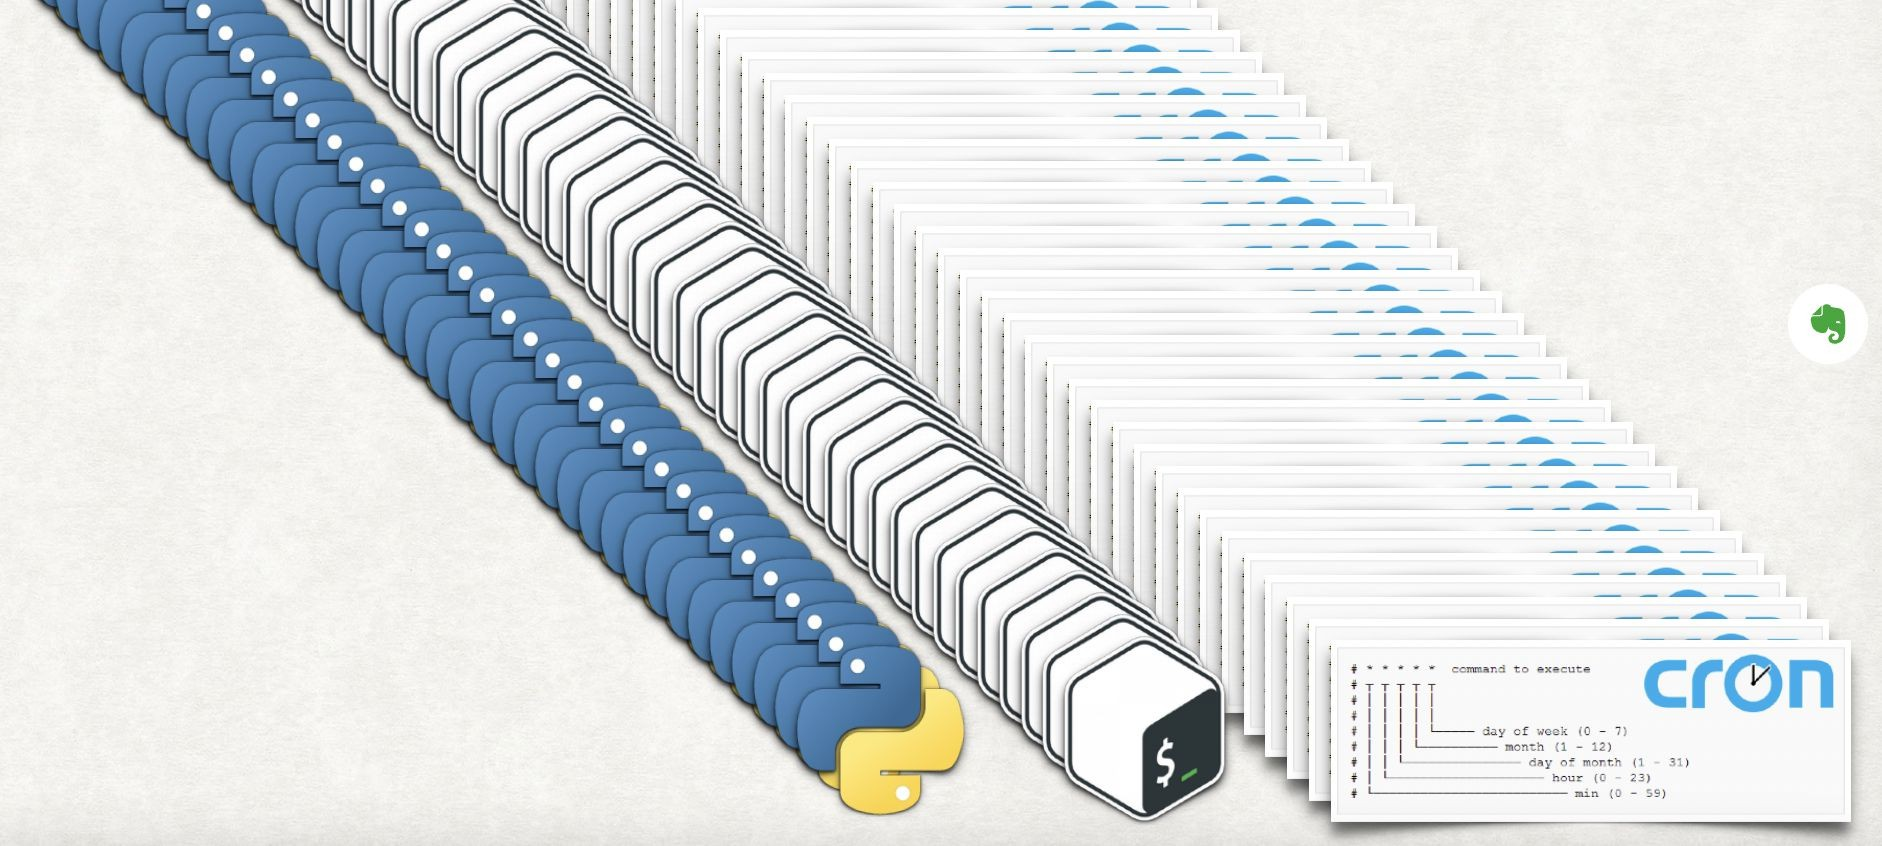 # * * * * * command to execute
cron
# ┬ ┬ ┬ ┬ ┬
# │ │ │ │ │
# │ │ │ │ │
# │ │ │ │ └───── day of week (0 - 7)
# │ │ │ └────────── month (1 - 12)
# │ │ └─────────────── day of month (1 - 31)
# │ └──────────────────── hour (0 - 23)
# └───────────────────────── min (0 - 59)
$_